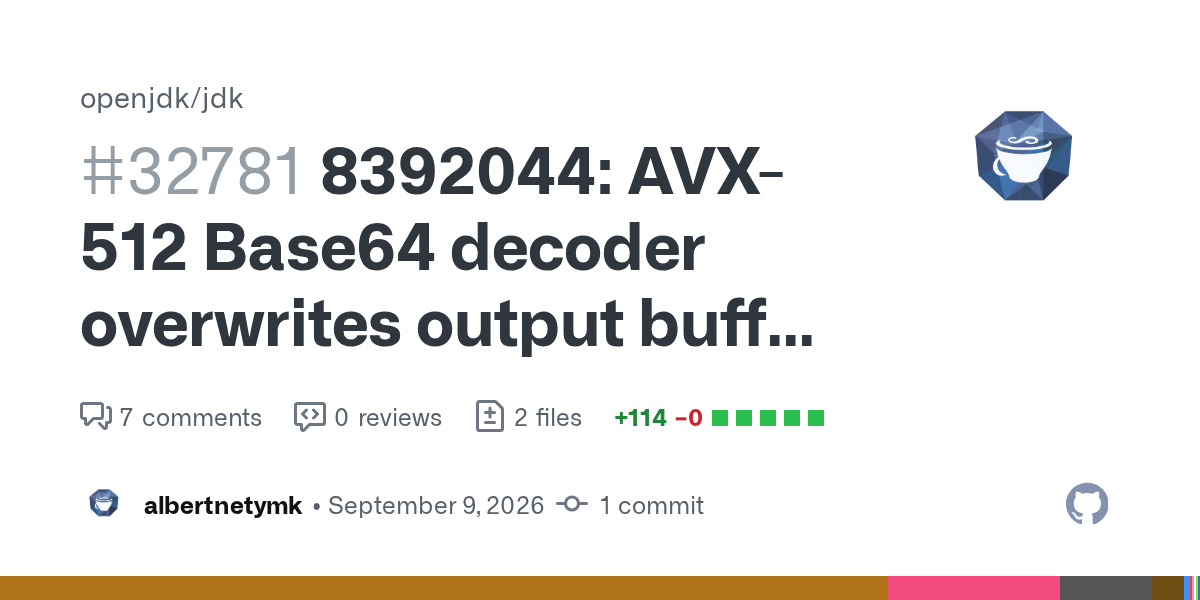 openjdk/jdk
#32781 8392044: AVX-
512 Base64 decoder
overwrites output buff...
7 comments 0 reviews 2 files +114 −0
albertnetymk • September 9, 2026 1 commit